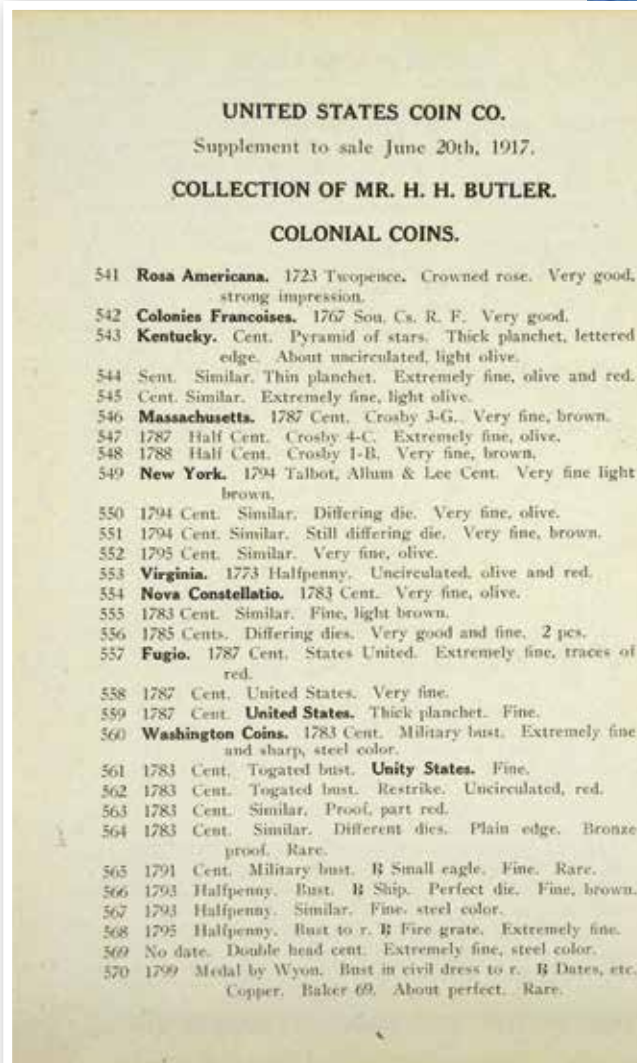 UNITED STATES COIN CO.
Supplement to sale June 20th, 1917.
COLLECTION OF MR. H. H. BUTLER.
COLONIAL COINS.
541 Rosa Americana. 1723 Twopence. Crowned rose. Very good,
strong impression.
542 Colonies Francoises. 1767 Sou. Cs. R. F. Very good.
543 Kentucky. Cent. Pyramid of stars. Thick planchet, lettered
edge. About uncirculated, light olive.
544 Sent. Similar. Thin planchet. Extremely fine, olive and red.
545 Cent. Similar. Extremely fine, light olive.
546 Massachusetts. 1787 Cent. Crosby 3-G. Very fine, brown.
547 1787 Half Cent. Crosby 4-C. Extremely fine, olive.
548 1788 Half Cent. Crosby 1-B. Very fine, brown.
549 New York. 1794 Talbot, Allum & Lee Cent. Very fine light
brown.
550 1794 Cent. Similar. Differing die. Very fine, olive.
551 1794 Cent. Similar. Still differing die. Very fine, brown.
552 1795 Cent. Similar. Very fine, olive.
553 Virginia. 1773 Halfpenny. Uncirculated, olive and red.
554 Nova Constellatio. 1783 Cent. Very fine, olive.
555 1783 Cent. Similar. Fine, light brown.
556 1785 Cents. Differing dies. Very good and fine. 2 pcs.
557 Fugio. 1787 Cent. States United. Extremely fine, traces of
red.
558 1787 Cent. United States. Very fine.
559 1787 Cent. United States. Thick planchet. Fine.
560 Washington Coins. 1783 Cent. Military bust. Extremely fine
and sharp, steel color.
561 1783 Cent. Togated bust. Unity States. Fine.
562 1783 Cent. Togated bust. Restrike. Uncirculated, red.
563 1783 Cent. Similar. Proof, part red.
564 1783 Cent. Similar. Different dies. Plain edge. Bronze
proof. Rare.
565 1791 Cent. Military bust. ℞ Small eagle. Fine. Rare.
566 1793 Halfpenny. Bust. ℞ Ship. Perfect die. Fine, brown.
567 1793 Halfpenny. Similar. Fine, steel color.
568 1795 Halfpenny. Bust to r. ℞ Fire grate. Extremely fine.
569 No date. Double head cent. Extremely fine, steel color.
570 1799 Medal by Wyon. Bust in civil dress to r. ℞ Dates, etc.
Copper. Baker 69. About perfect. Rare.